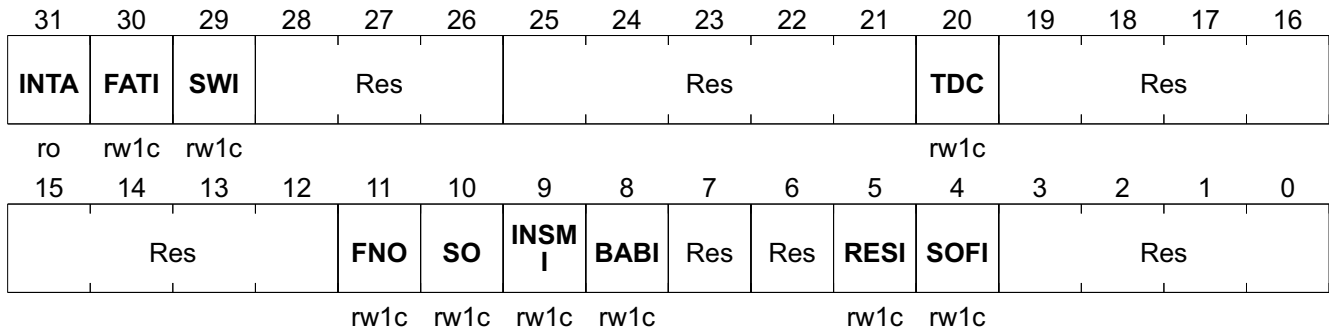 31 30 29 28 27 26 25 24 23 22 21 20 19 18 17 16
INTA FATI SWI Res Res TDC Res
ro rw1c rw1c rw1c
15 14 13 12 11 10 9 8 7 6 5 4 3 2 1 0
Res FNO SO INSM I BABI Res Res RESI SOFI Res
rw1c rw1c rw1c rw1c rw1c rw1c